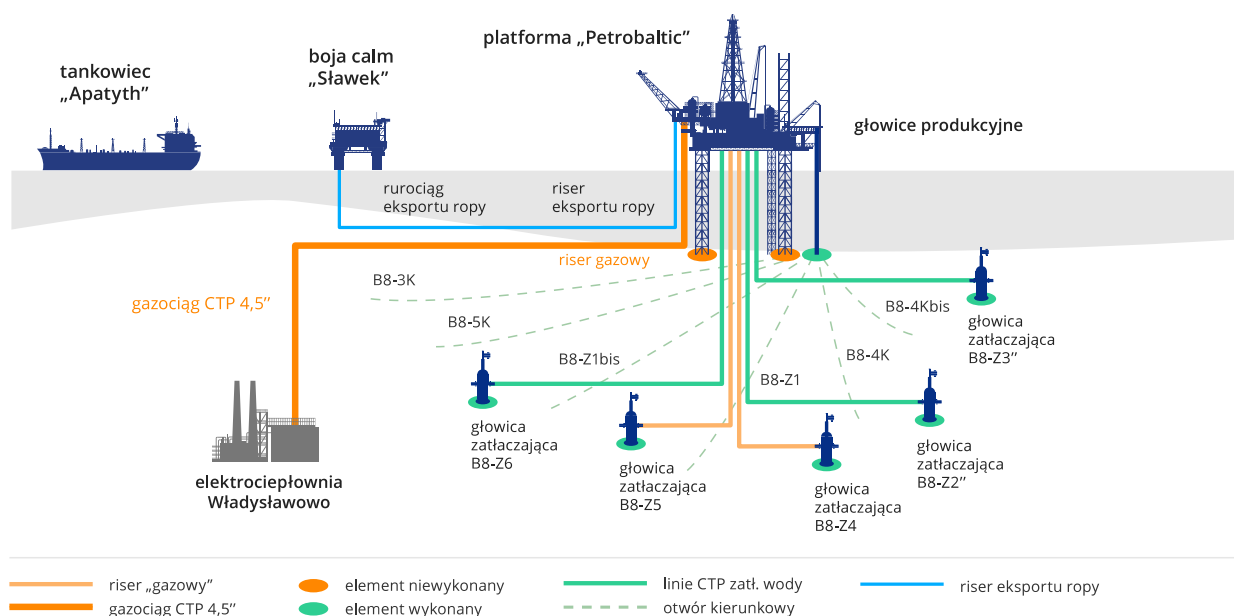 tankowiec
„Apatyth”
boja calm
„Sławek”
platforma „Petrobaltic”
głowice produkcyjne
rurociąg
eksportu ropy
riser
eksportu ropy
riser gazowy
gazociąg CTP 4,5”
B8-3K
B8-5K
B8-Z1bis
B8-Z1
B8-4K
B8-4Kbis
głowica
zatłaczająca
B8-Z3”
głowica
zatłaczająca
B8-Z6
głowica
zatłaczająca
B8-Z5
głowica
zatłaczająca
B8-Z4
głowica
zatłaczająca
B8-Z2”
elektrociepłownia
Władysławowo
riser „gazowy”
gazociąg CTP 4,5”
element niewykonany
element wykonany
linie CTP zatł. wody
otwór kierunkowy
riser eksportu ropy